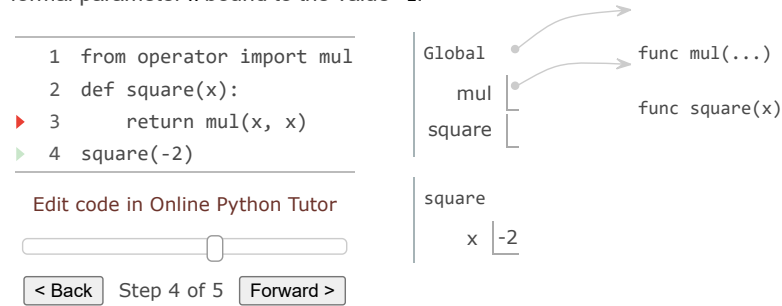 formal parameter x bound to the value -2.
1 from operator import mul
2 def square(x):
3 return mul(x, x)
4 square(-2)
Edit code in Online Python Tutor
< Back Step 4 of 5 Forward >
Global
mul
square
func mul(...)
func square(x)
square
x -2